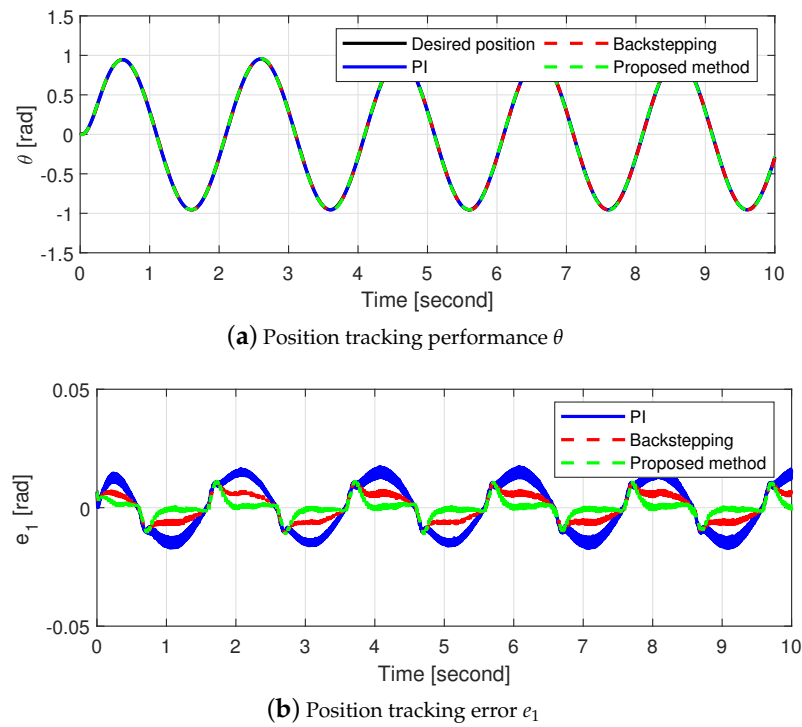 1.5
1
0.5
0
-0.5
-1
-1.5
θ [rad]
Desired position
PI
Backstepping
Proposed method
0 1 2 3 4 5 6 7 8 9 10
Time [second]
(a) Position tracking performance θ
0.05
0
-0.05
e1 [rad]
PI
Backstepping
Proposed method
0 1 2 3 4 5 6 7 8 9 10
Time [second]
(b) Position tracking error e1